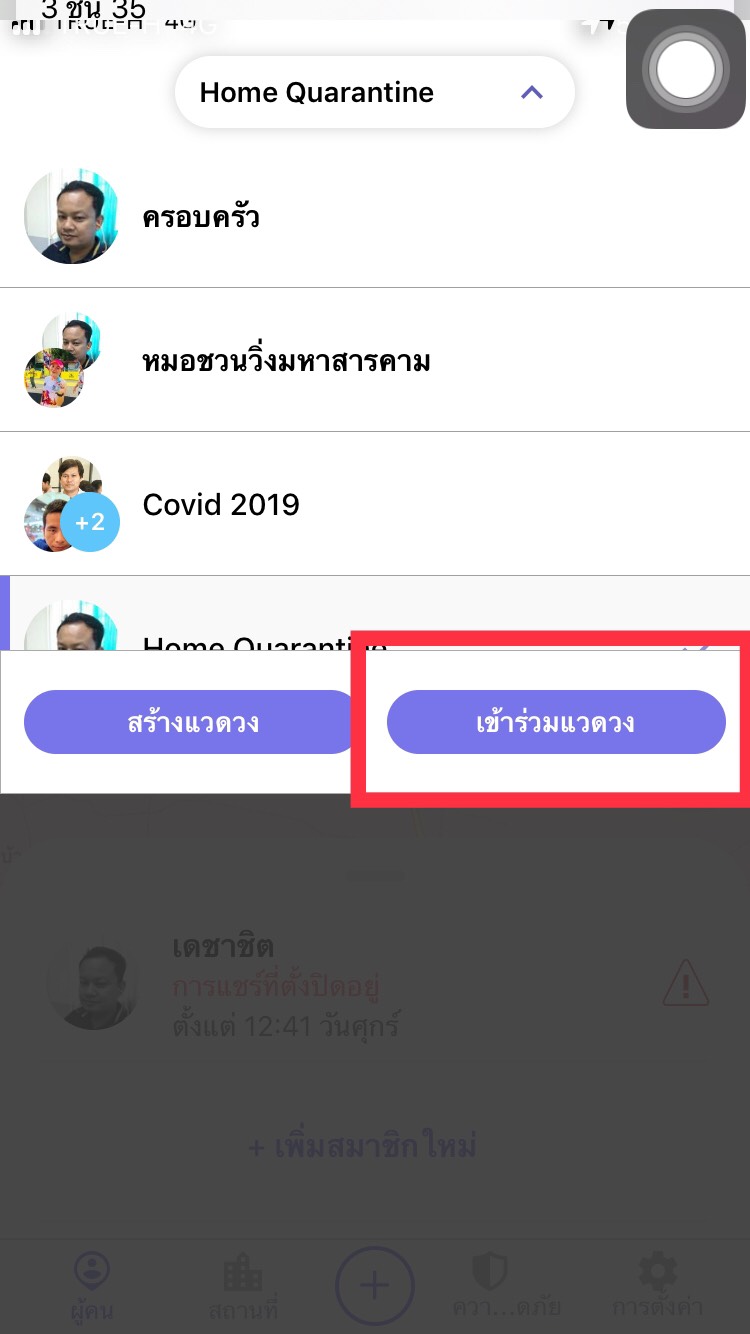 3 ชั่น 35
Home Quarantine
ครอบครัว
หมอชวนวิ่งมหาสารคาม
+2
Covid 2019
Home Quarantine
สร้างแวดวง
เข้าร่วมแวดวง
เดชาชิต
การแชร์ที่ตั้งปิดอยู่
ตั้งแต่ 12:41 วันศุกร์
+ เพิ่มสมาชิกใหม่
ผู้คน
สถานที่
ควา...ดภัย
การตั้งค่า